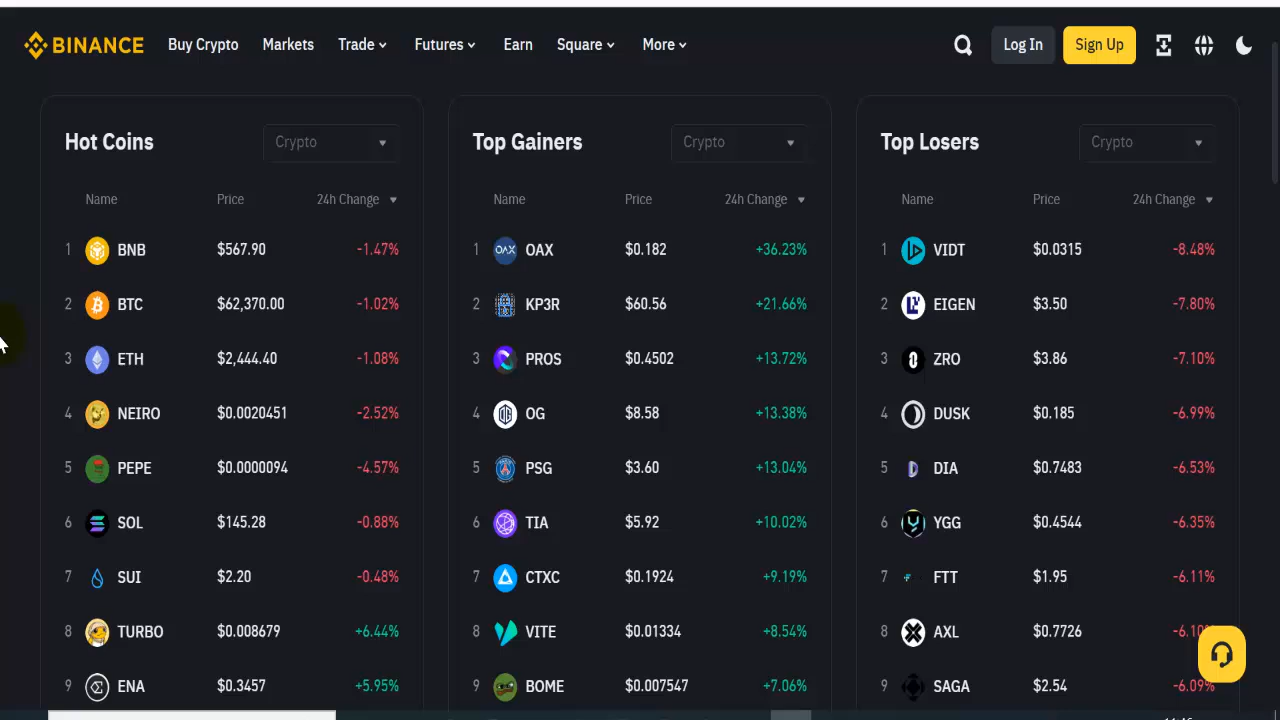 BINANCE Buy Crypto Markets Trade Futures Earn Square More Log In Sign Up
Hot Coins Crypto
Name Price 24h Change
1 BNB $567.90 -1.47%
2 BTC $62,370.00 -1.02%
3 ETH $2,444.40 -1.08%
4 NEIRO $0.0020451 -2.52%
5 PEPE $0.0000094 -4.57%
6 SOL $145.28 -0.88%
7 SUI $2.20 -0.48%
8 TURBO $0.008679 +6.44%
9 ENA $0.3457 +5.95%
Top Gainers Crypto
Name Price 24h Change
1 OAX $0.182 +36.23%
2 KP3R $60.56 +21.66%
3 PROS $0.4502 +13.72%
4 OG $8.58 +13.38%
5 PSG $3.60 +13.04%
6 TIA $5.92 +10.02%
7 CTXC $0.1924 +9.19%
8 VITE $0.01334 +8.54%
9 BOME $0.007547 +7.06%
Top Losers Crypto
Name Price 24h Change
1 VIDT $0.0315 -8.48%
2 EIGEN $3.50 -7.80%
3 ZRO $3.86 -7.10%
4 DUSK $0.185 -6.99%
5 DIA $0.7483 -6.53%
6 YGG $0.4544 -6.35%
7 FTT $1.95 -6.11%
8 AXL $0.7726 -6.10%
9 SAGA $2.54 -6.09%